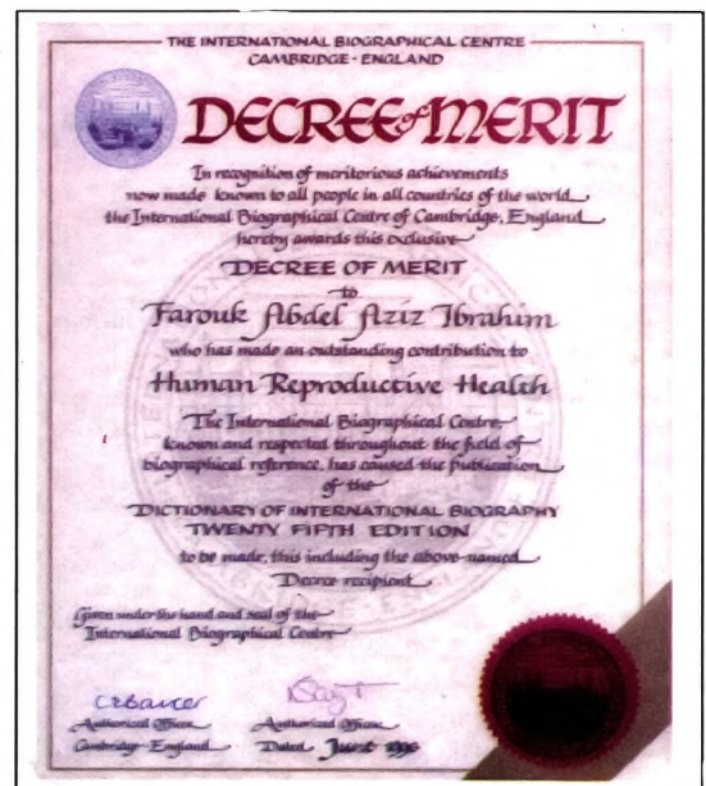 THE INTERNATIONAL BIOGRAPHICAL CENTRE
CAMBRIDGE - ENGLAND
DECREE of MERIT
In recognition of meritorious achievements
now made known to all people in all countries of the world
the International Biographical Centre of Cambridge, England
hereby awards this exclusive
DECREE OF MERIT
to
Farouk Abdel Aziz Ibrahim
who has made an outstanding contribution to
Human Reproductive Health
The International Biographical Centre,
known and respected throughout the field of
biographical reference, has caused the publication
of the
DICTIONARY OF INTERNATIONAL BIOGRAPHY
TWENTY FIFTH EDITION
to be made, this including the above-named
Decree recipient
Given under the hand and seal of the
International Biographical Centre
Authorized Officer Authorized Officer
Cambridge - England Dated June